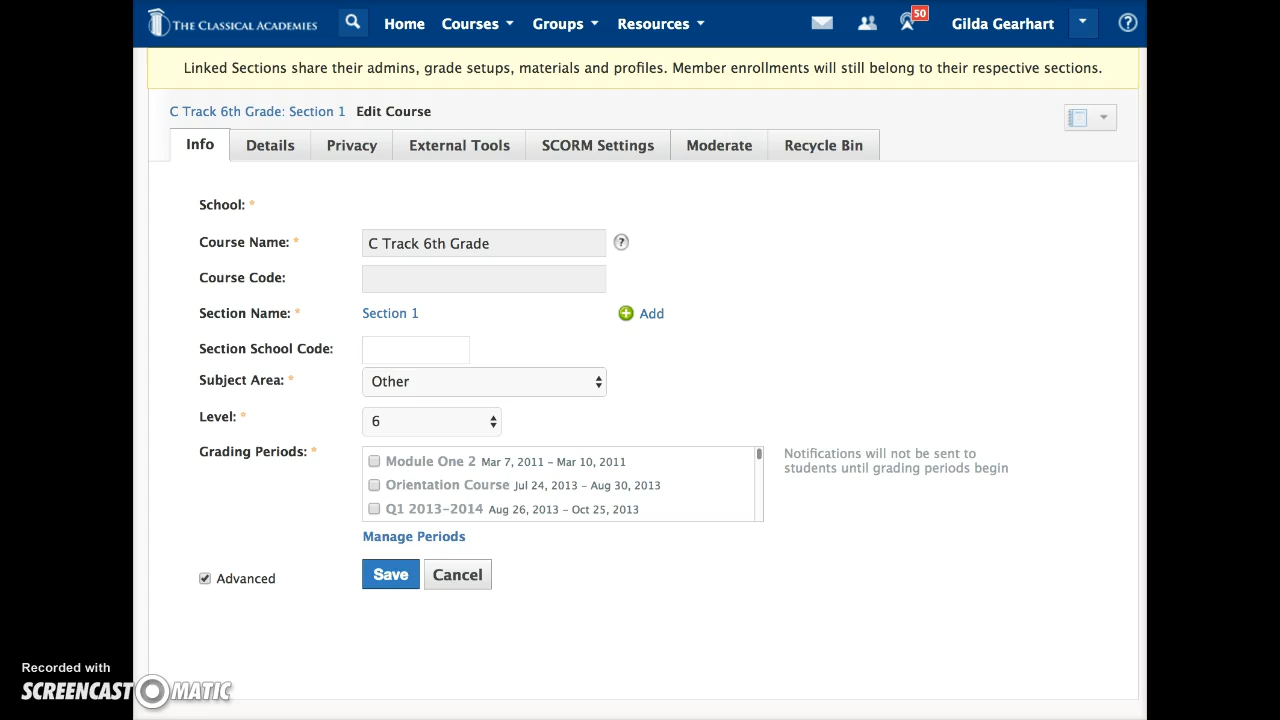 THE CLASSICAL ACADEMIES Home Courses Groups Resources 50 Gilda Gearhart ?
Linked Sections share their admins, grade setups, materials and profiles. Member enrollments will still belong to their respective sections.
C Track 6th Grade: Section 1 Edit Course
Info Details Privacy External Tools SCORM Settings Moderate Recycle Bin
School: *
Course Name: * C Track 6th Grade ?
Course Code:
Section Name: * Section 1 Add
Section School Code:
Subject Area: * Other
Level: * 6
Grading Periods: * Module One 2 Mar 7, 2011 - Mar 10, 2011
Orientation Course Jul 24, 2013 - Aug 30, 2013
Q1 2013-2014 Aug 26, 2013 - Oct 25, 2013
Notifications will not be sent to
students until grading periods begin
Manage Periods
Advanced Save Cancel
Recorded with
SCREENCAST O MATIC